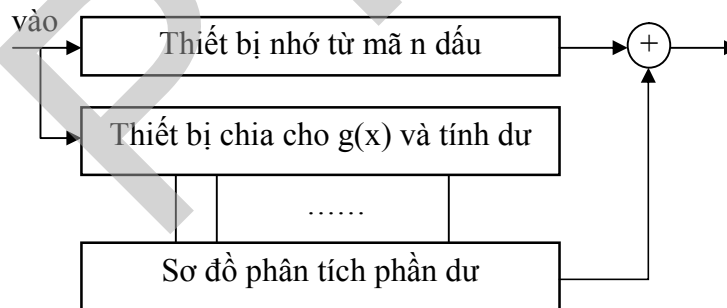 vào
Thiết bị nhớ từ mã n dấu
+
Thiết bị chia cho g(x) và tính dư
……
Sơ đồ phân tích phần dư